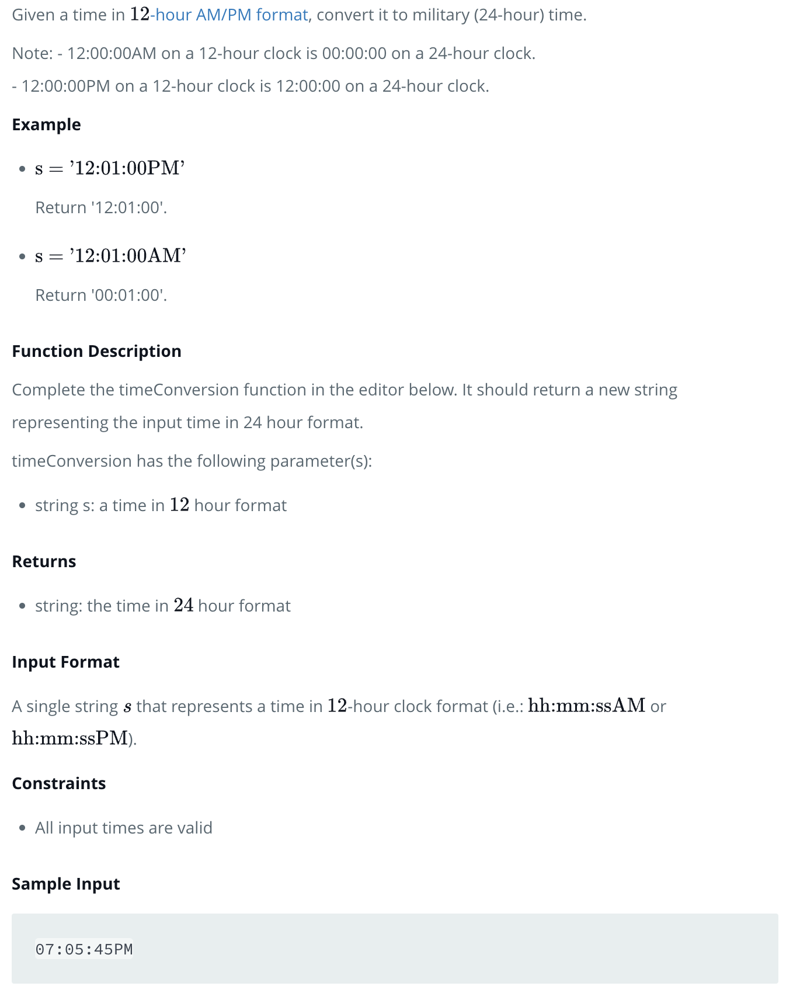 Given a time in 12-hour AM/PM format, convert it to military (24-hour) time.
Note: - 12:00:00AM on a 12-hour clock is 00:00:00 on a 24-hour clock.
- 12:00:00PM on a 12-hour clock is 12:00:00 on a 24-hour clock.
Example
• s = ’12:01:00PM’
Return '12:01:00'.
• s = ’12:01:00AM’
Return '00:01:00'.
Function Description
Complete the timeConversion function in the editor below. It should return a new string
representing the input time in 24 hour format.
timeConversion has the following parameter(s):
• string s: a time in 12 hour format
Returns
• string: the time in 24 hour format
Input Format
A single string s that represents a time in 12-hour clock format (i.e.: hh:mm:ssAM or
hh:mm:ssPM).
Constraints
• All input times are valid
Sample Input
07:05:45PM